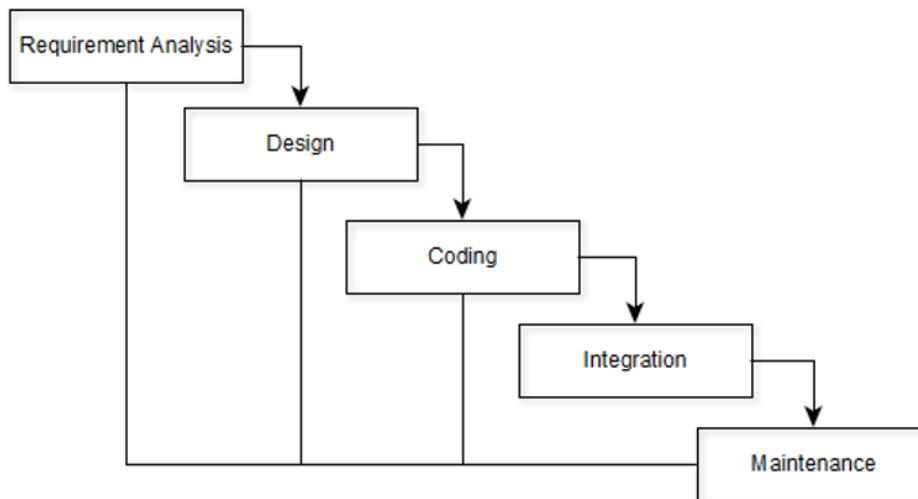 Requirement Analysis
Design
Coding
Integration
Maintenance